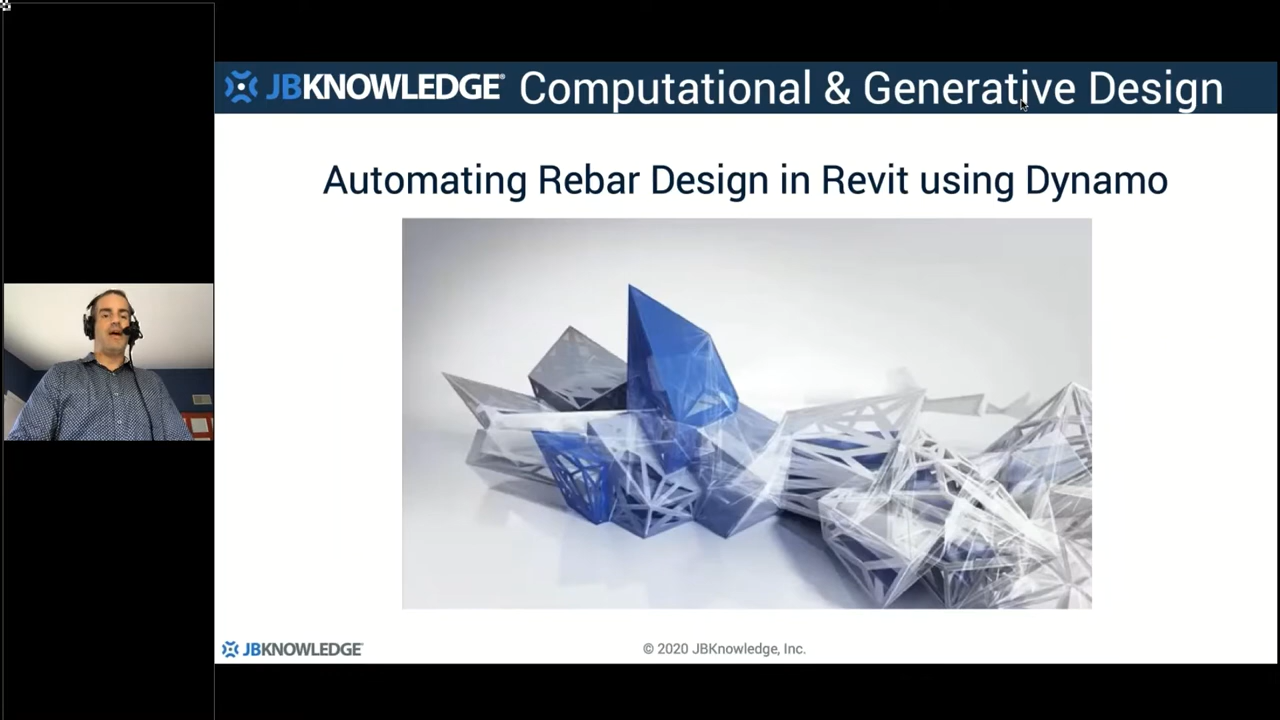 JBKNOWLEDGE® Computational & Generative Design
Automating Rebar Design in Revit using Dynamo
JBKNOWLEDGE
© 2020 JBKnowledge, Inc.